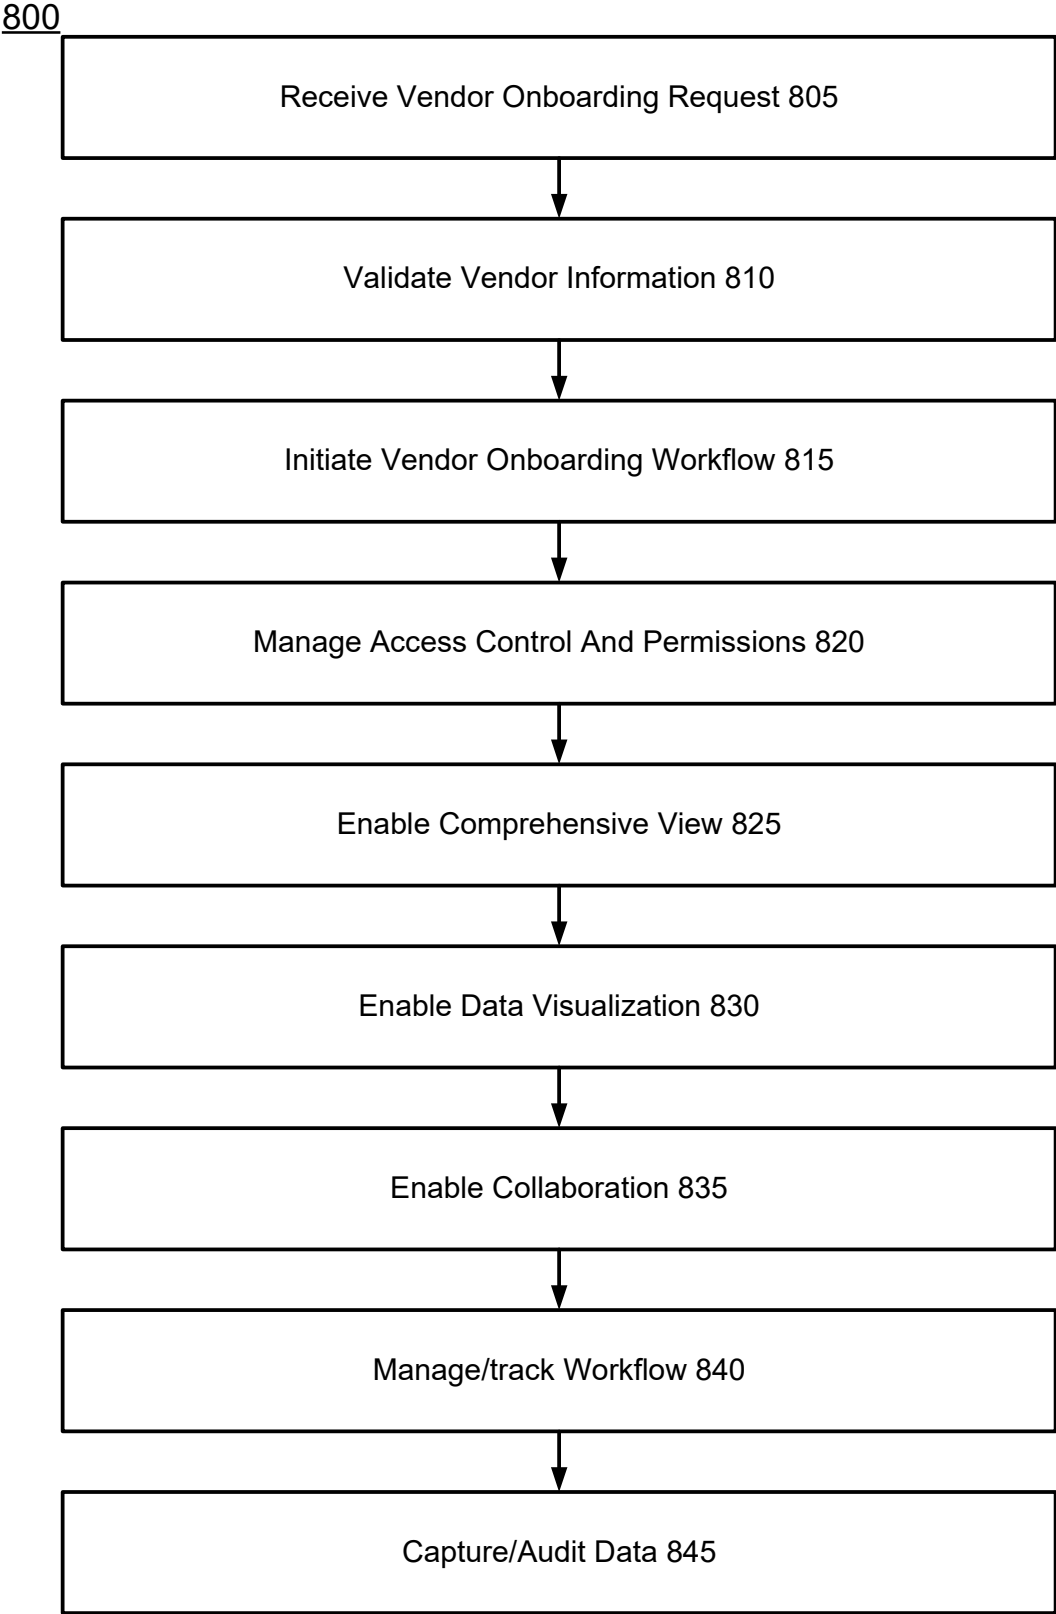 800
Receive Vendor Onboarding Request 805
Validate Vendor Information 810
Initiate Vendor Onboarding Workflow 815
Manage Access Control And Permissions 820
Enable Comprehensive View 825
Enable Data Visualization 830
Enable Collaboration 835
Manage/track Workflow 840
Capture/Audit Data 845